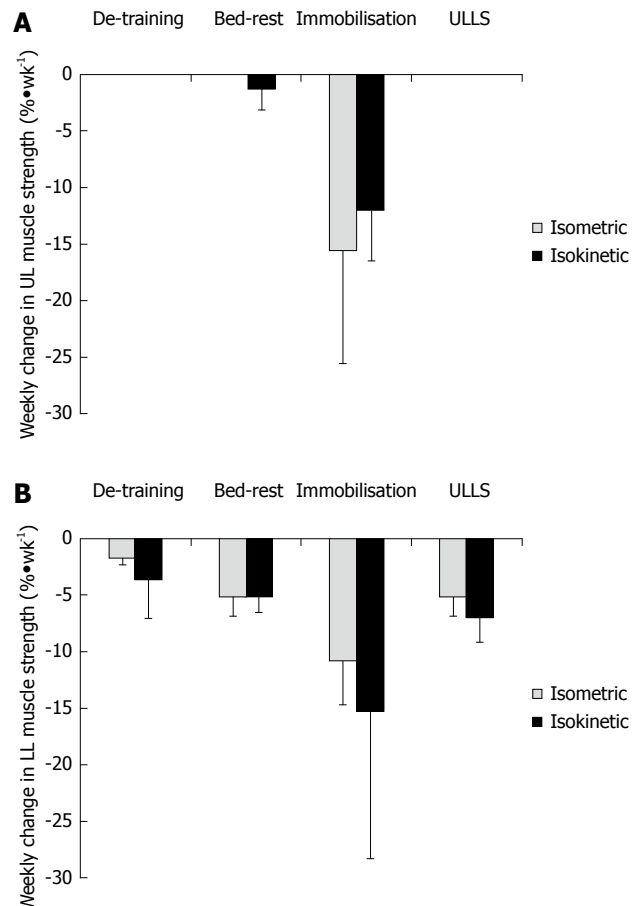 A
De-training Bed-rest Immobilisation ULLS
Weekly change in UL muscle strength (%•wk⁻¹)
0
-5
-10
-15
-20
-25
-30
Isometric
Isokinetic
B
De-training Bed-rest Immobilisation ULLS
Weekly change in LL muscle strength (%•wk⁻¹)
0
-5
-10
-15
-20
-25
-30
Isometric
Isokinetic